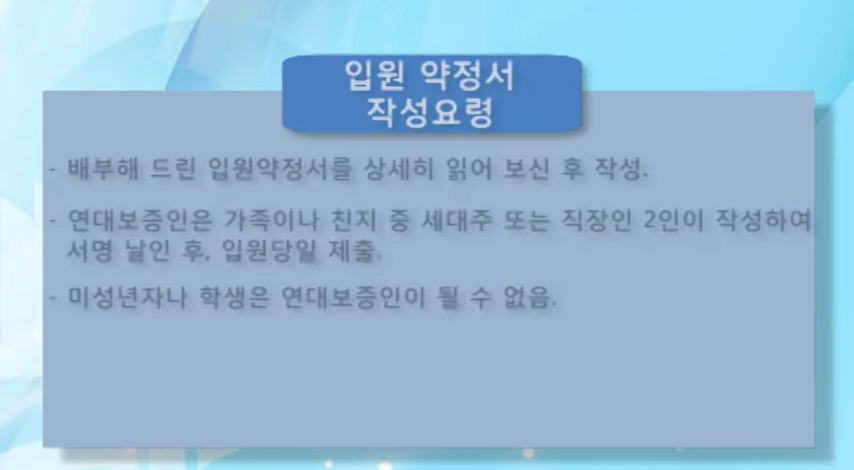 입원 약정서
작성요령
- 배부해 드린 입원약정서를 상세히 읽어 보신 후 작성.
- 연대보증인은 가족이나 친지 중 세대주 또는 직장인 2인이 작성하여
서명 날인 후, 입원당일 제출.
- 미성년자나 학생은 연대보증인이 될 수 없음.